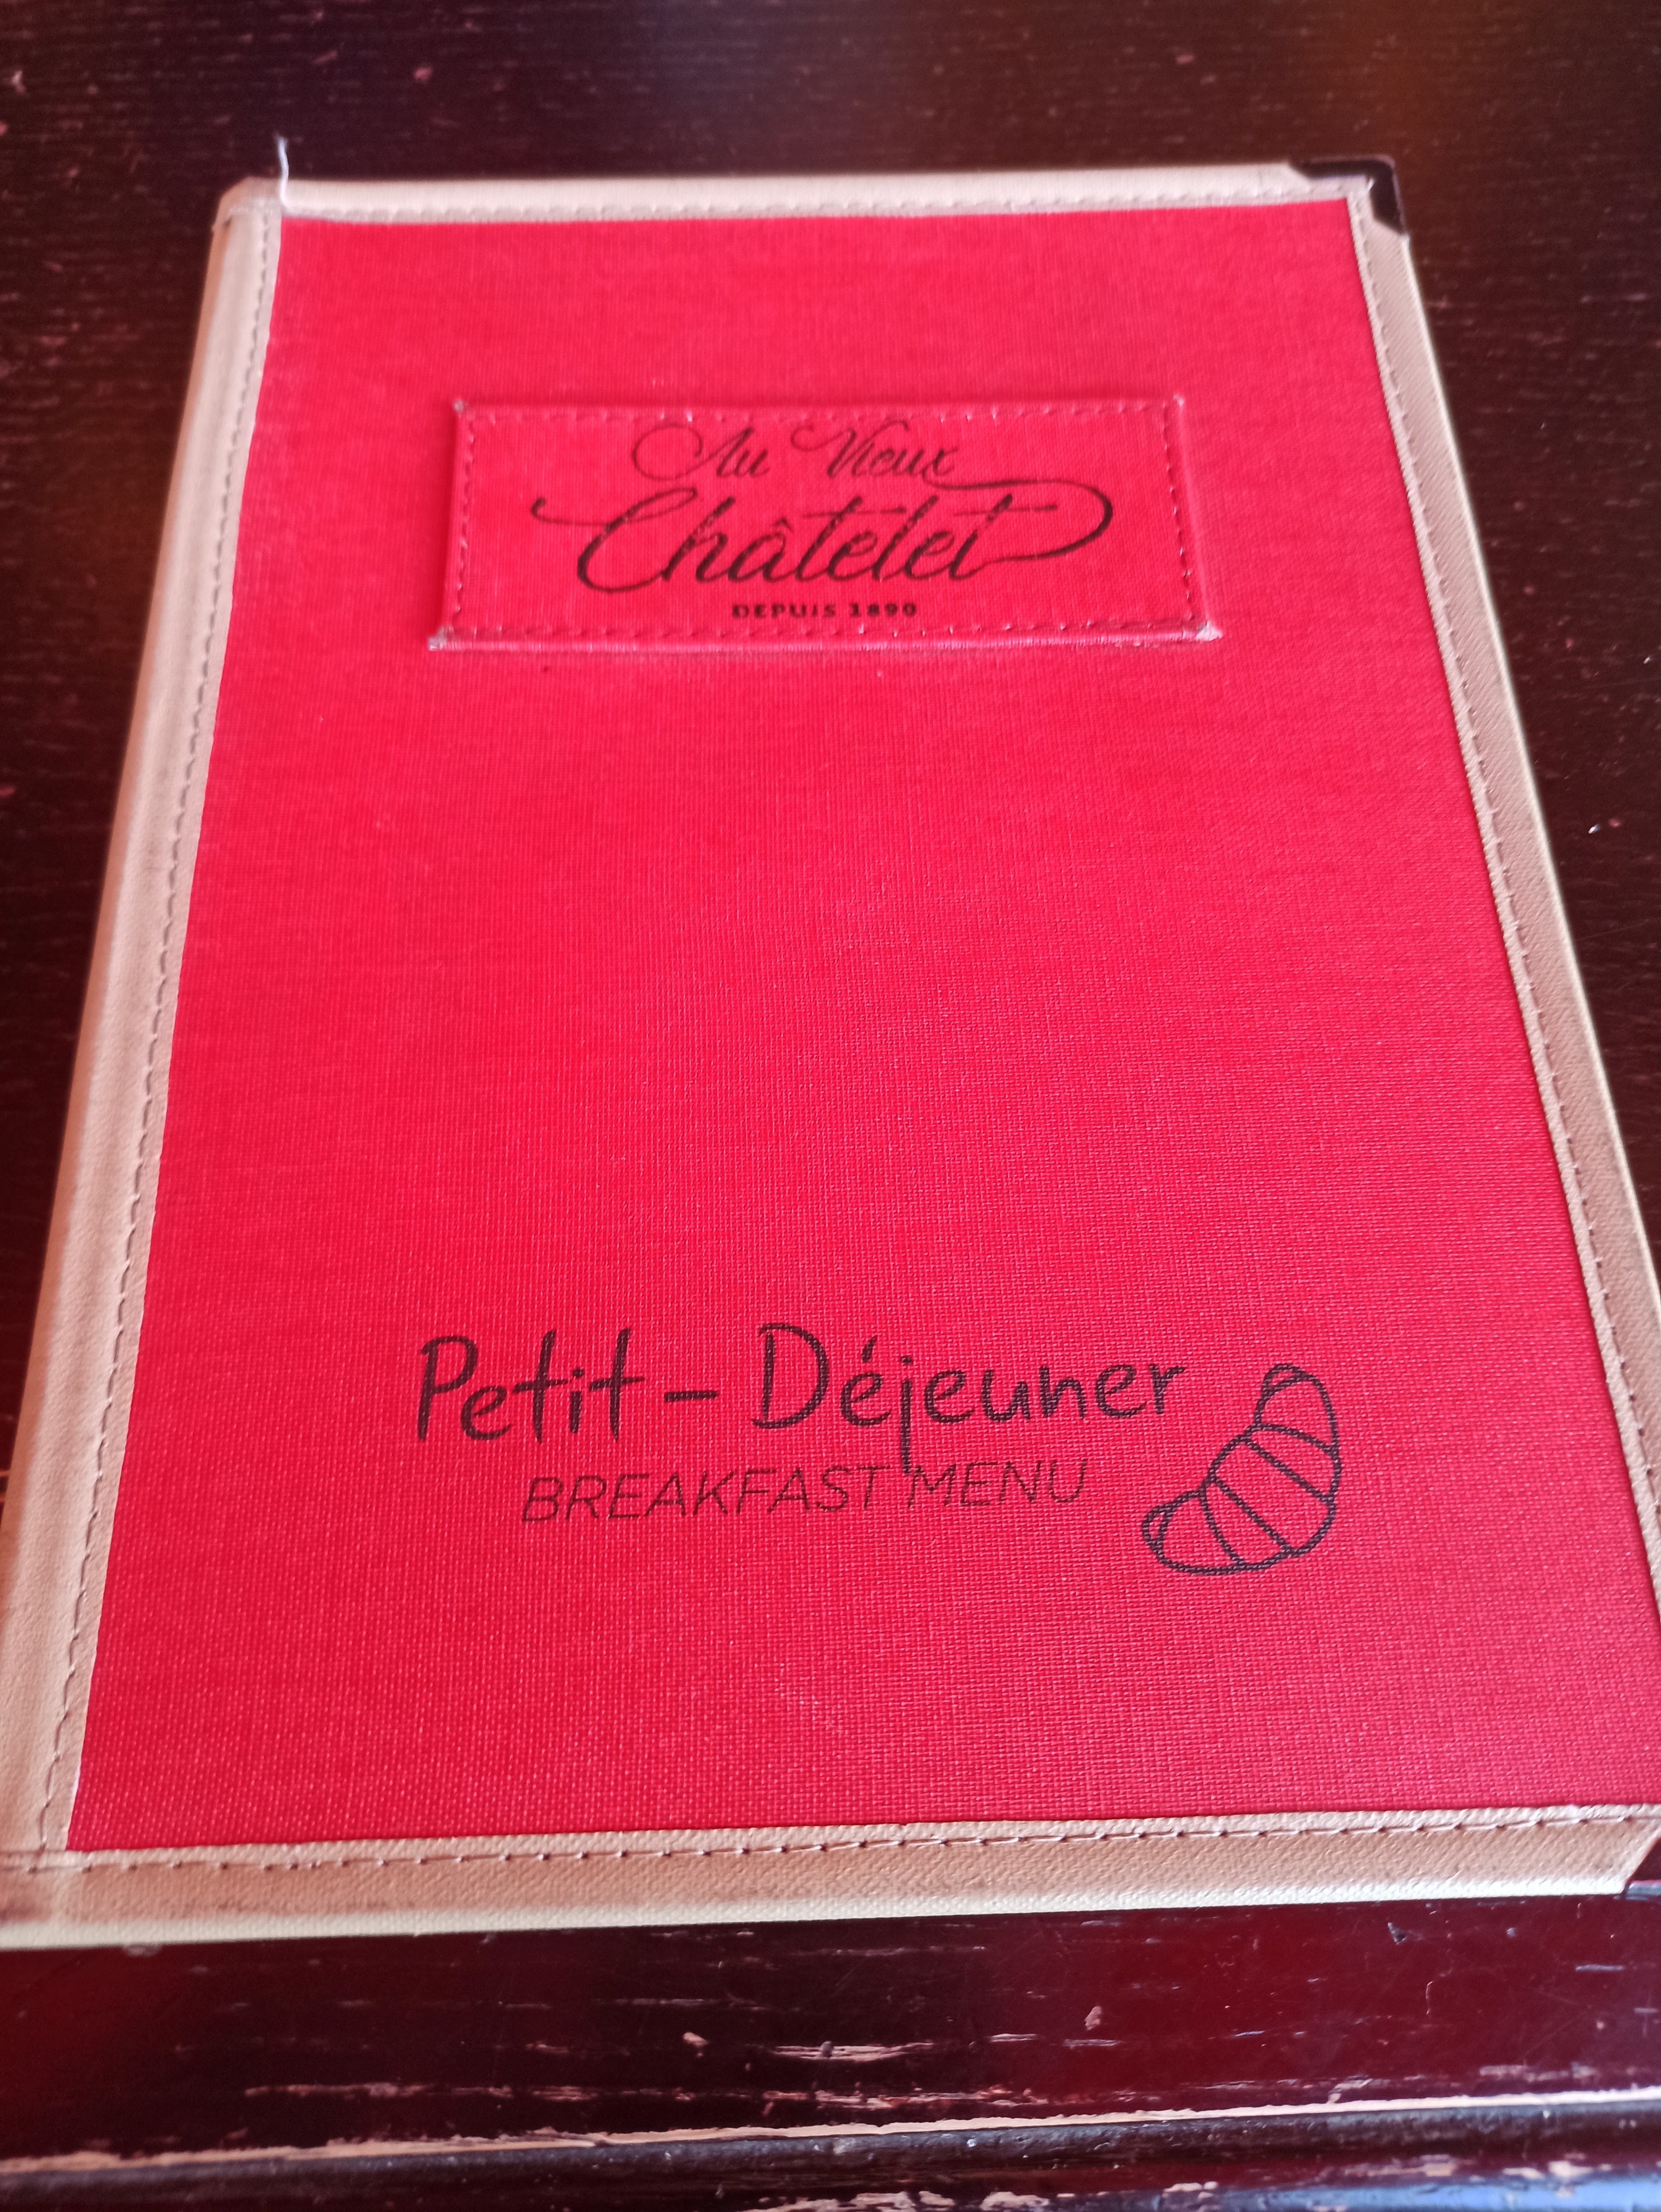 Au Vieux
Châtelet
DEPUIS 1890
Petit-Déjeuner
BREAKFAST MENU